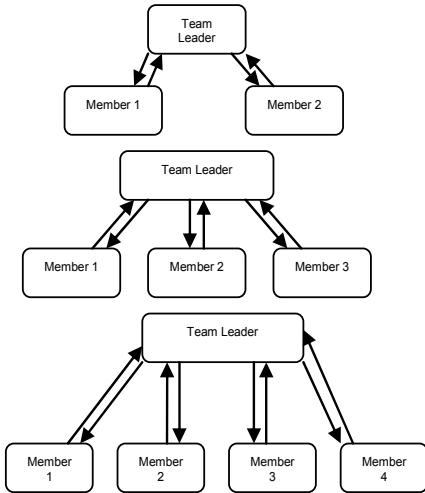 Team
Leader
Member 1
Member 2
Team Leader
Member 1
Member 2
Member 3
Team Leader
Member
1
Member
2
Member
3
Member
4